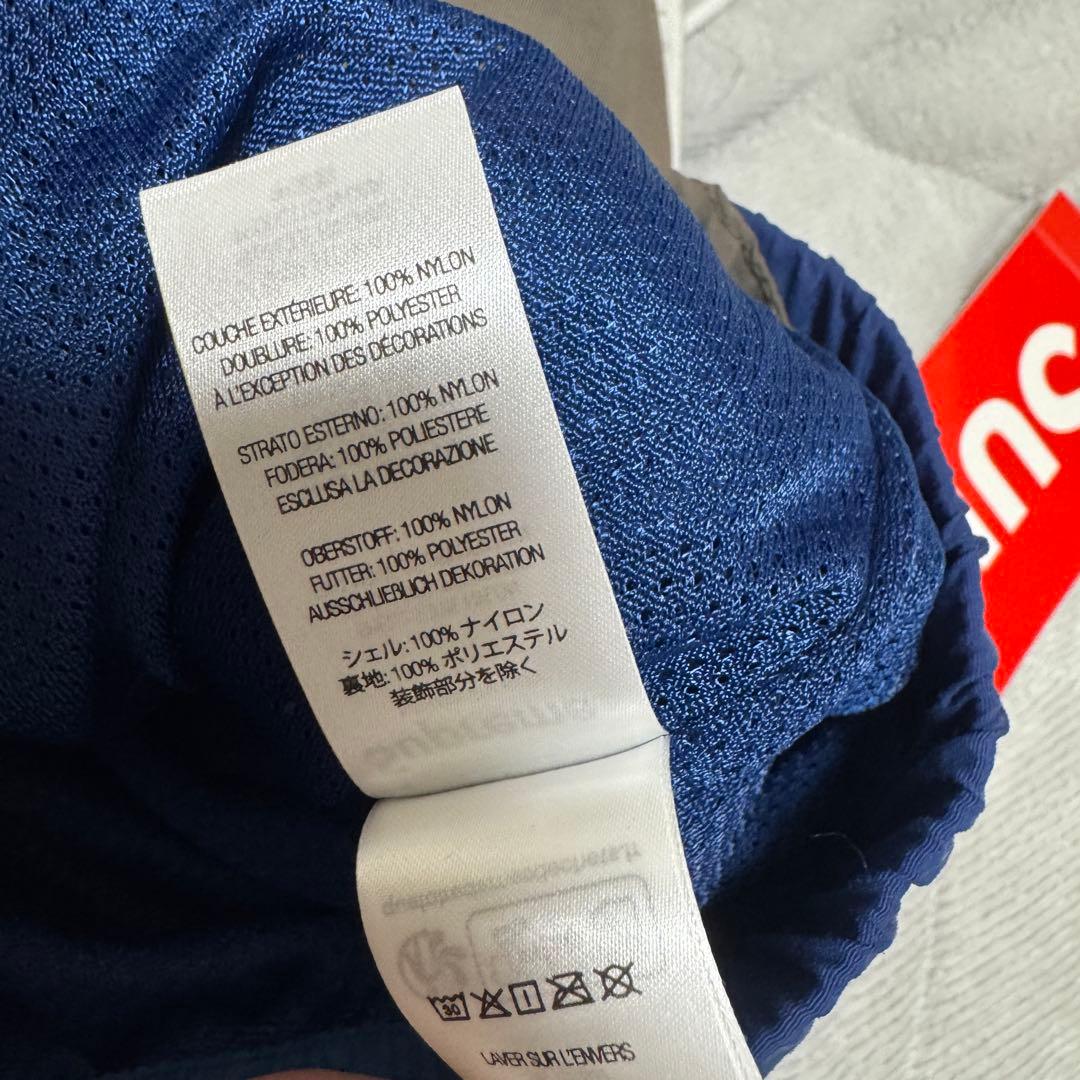 COUCHE EXTÉRIEURE: 100% NYLON
DOUBLURE: 100% POLYESTER
À L'EXCEPTION DES DÉCORATIONS
STRATO ESTERNO: 100% NYLON
FODERA: 100% POLIESTERE
ESCLUSA LA DECORAZIONE
OBERSTOFF: 100% NYLON
FUTTER: 100% POLYESTER
AUSSCHLIEBLICH DEKORATION
シェル: 100% ナイロン
裏地: 100% ポリエステル
装飾部分を除く
30
LAVER SUR L'ENVERS